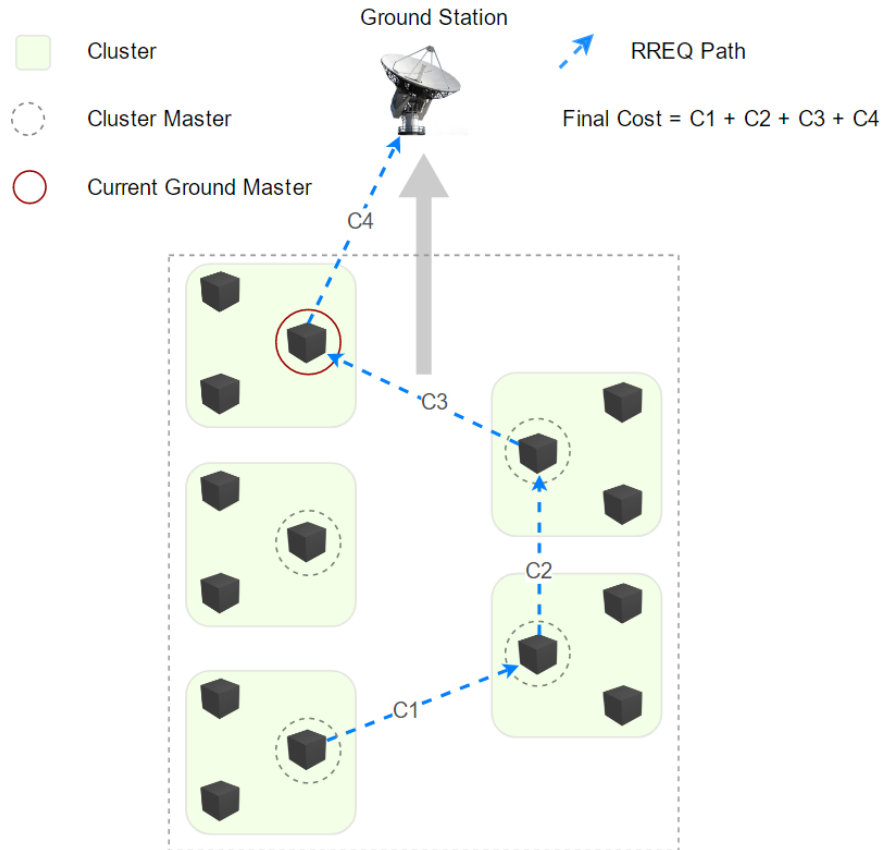 Ground Station
Cluster
RREQ Path
Cluster Master
Final Cost = C1 + C2 + C3 + C4
Current Ground Master
C4
C3
C2
C1